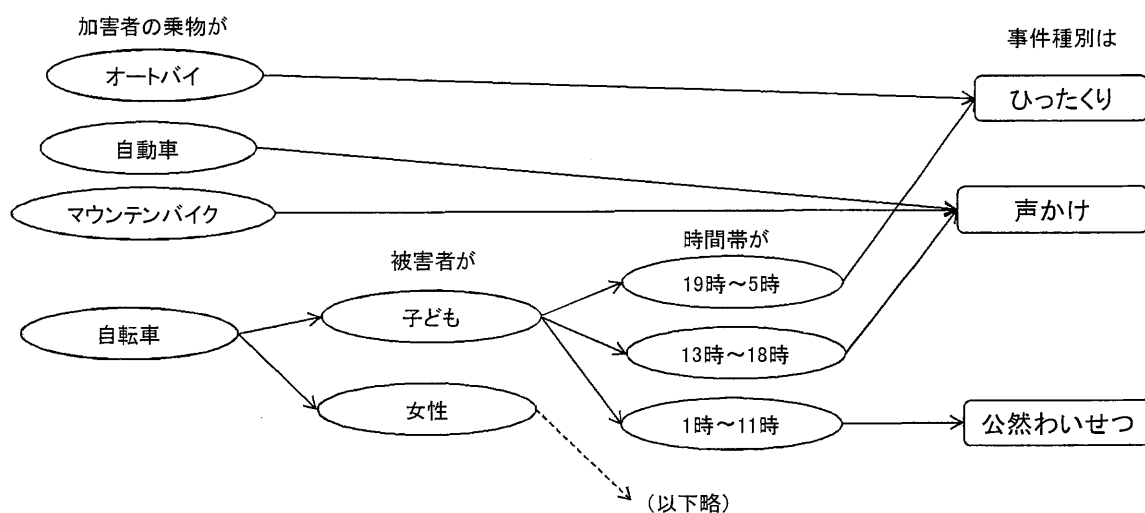 加害者の乗物が
事件種別は
オートバイ
ひったくり
自動車
声かけ
マウンテンバイク
時間帯が
被害者が
19時～5時
子ども
自転車
13時～18時
女性
1時～11時
公然わいせつ
(以下略)